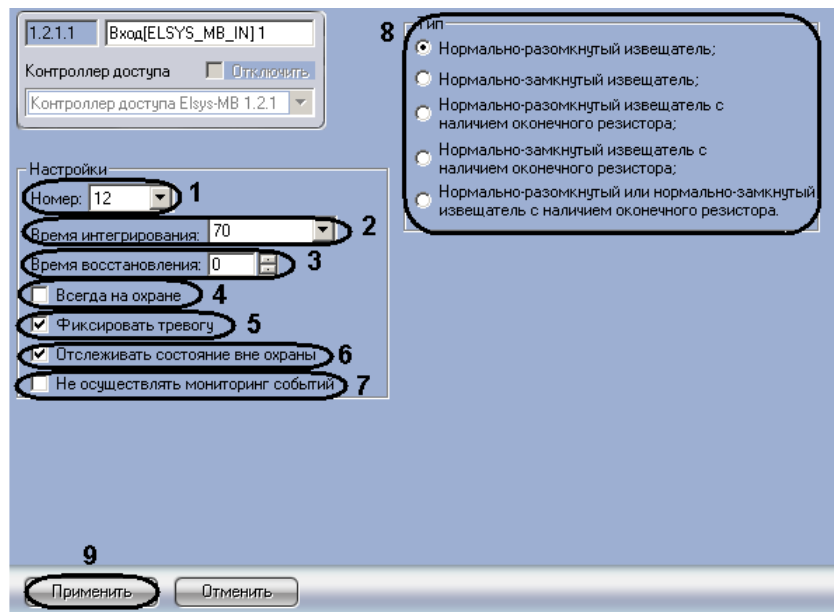 1.2.1.1 Вход[ELSYS_MB_IN] 1
Контроллер доступа Отключить
Контроллер доступа Elsys-MB 1.2.1
Настройки
Номер: 12 1
Время интегрирования: 70 2
Время восстановления: 0 3
Всегда на охране 4
Фиксировать тревогу 5
Отслеживать состояние вне охраны 6
Не осуществлять мониторинг событий 7
8 Тип
Нормально-разомкнутый извещатель;
Нормально-замкнутый извещатель;
Нормально-разомкнутый извещатель с
наличием оконечного резистора;
Нормально-замкнутый извещатель с
наличием оконечного резистора;
Нормально-разомкнутый или нормально-замкнутый
извещатель с наличием оконечного резистора.
9
Применить Отменить